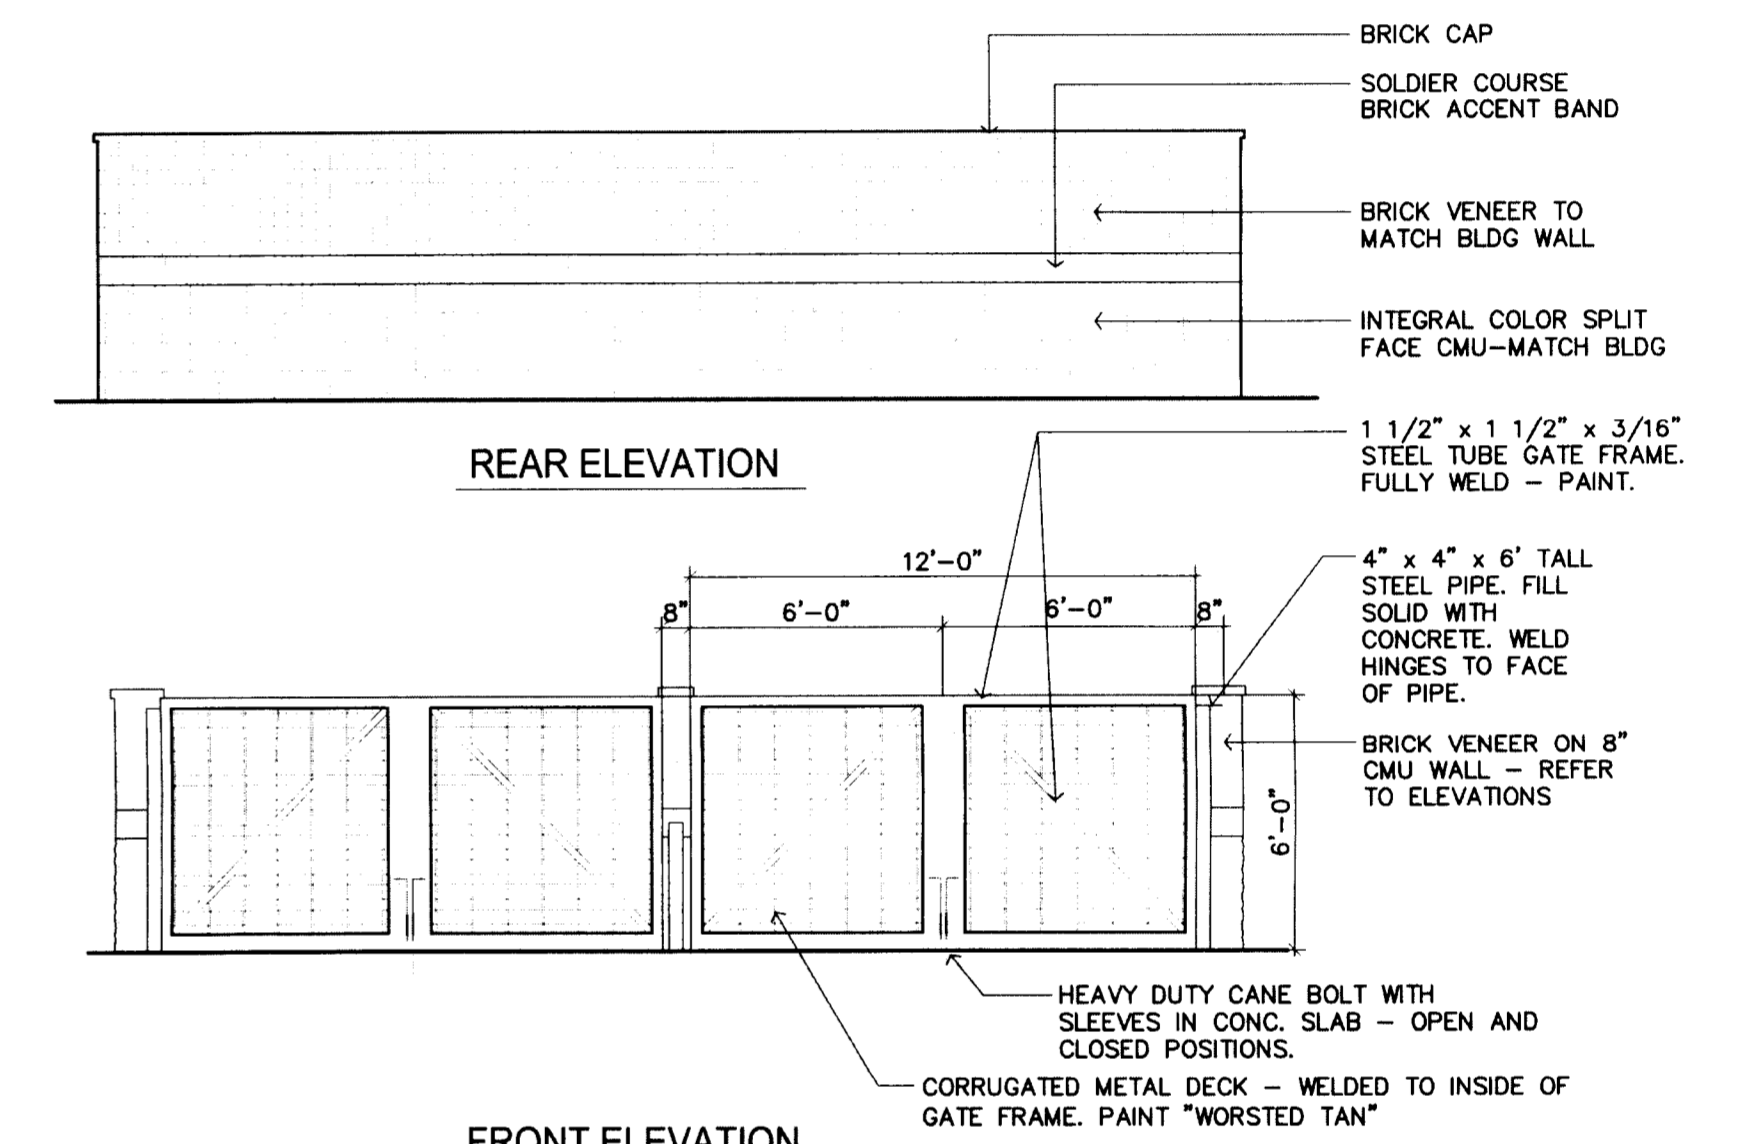 BRICK CAP
SOLDIER COURSE
BRICK ACCENT BAND
BRICK VENEER TO
MATCH BLDG WALL
INTEGRAL COLOR SPLIT
FACE CMU-MATCH BLDG
REAR ELEVATION
1 1/2" x 1 1/2" x 3/16"
STEEL TUBE GATE FRAME.
FULLY WELD - PAINT.
12'-0"
8"
6'-0"
6'-0"
8"
4" x 4" x 6' TALL
STEEL PIPE. FILL
SOLID WITH
CONCRETE. WELD
HINGES TO FACE
OF PIPE.
BRICK VENEER ON 8"
CMU WALL - REFER
TO ELEVATIONS
6'-0"
HEAVY DUTY CANE BOLT WITH
SLEEVES IN CONC. SLAB - OPEN AND
CLOSED POSITIONS.
CORRUGATED METAL DECK - WELDED TO INSIDE OF
GATE FRAME. PAINT "WORSTED TAN"
FRONT ELEVATION